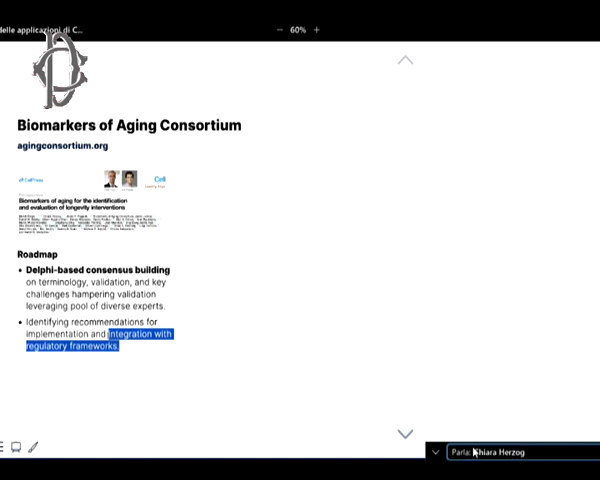 delle applicazioni di C...
− 60% +
Biomarkers of Aging Consortium
agingconsortium.org
CellPress
Cell
Biomarkers of aging for the identification
and evaluation of longevity interventions
Roadmap
• Delphi-based consensus building
on terminology, validation, and key
challenges hampering validation
leveraging pool of diverse experts.
• Identifying recommendations for
implementation and integration with
regulatory frameworks.
Parla: Chiara Herzog